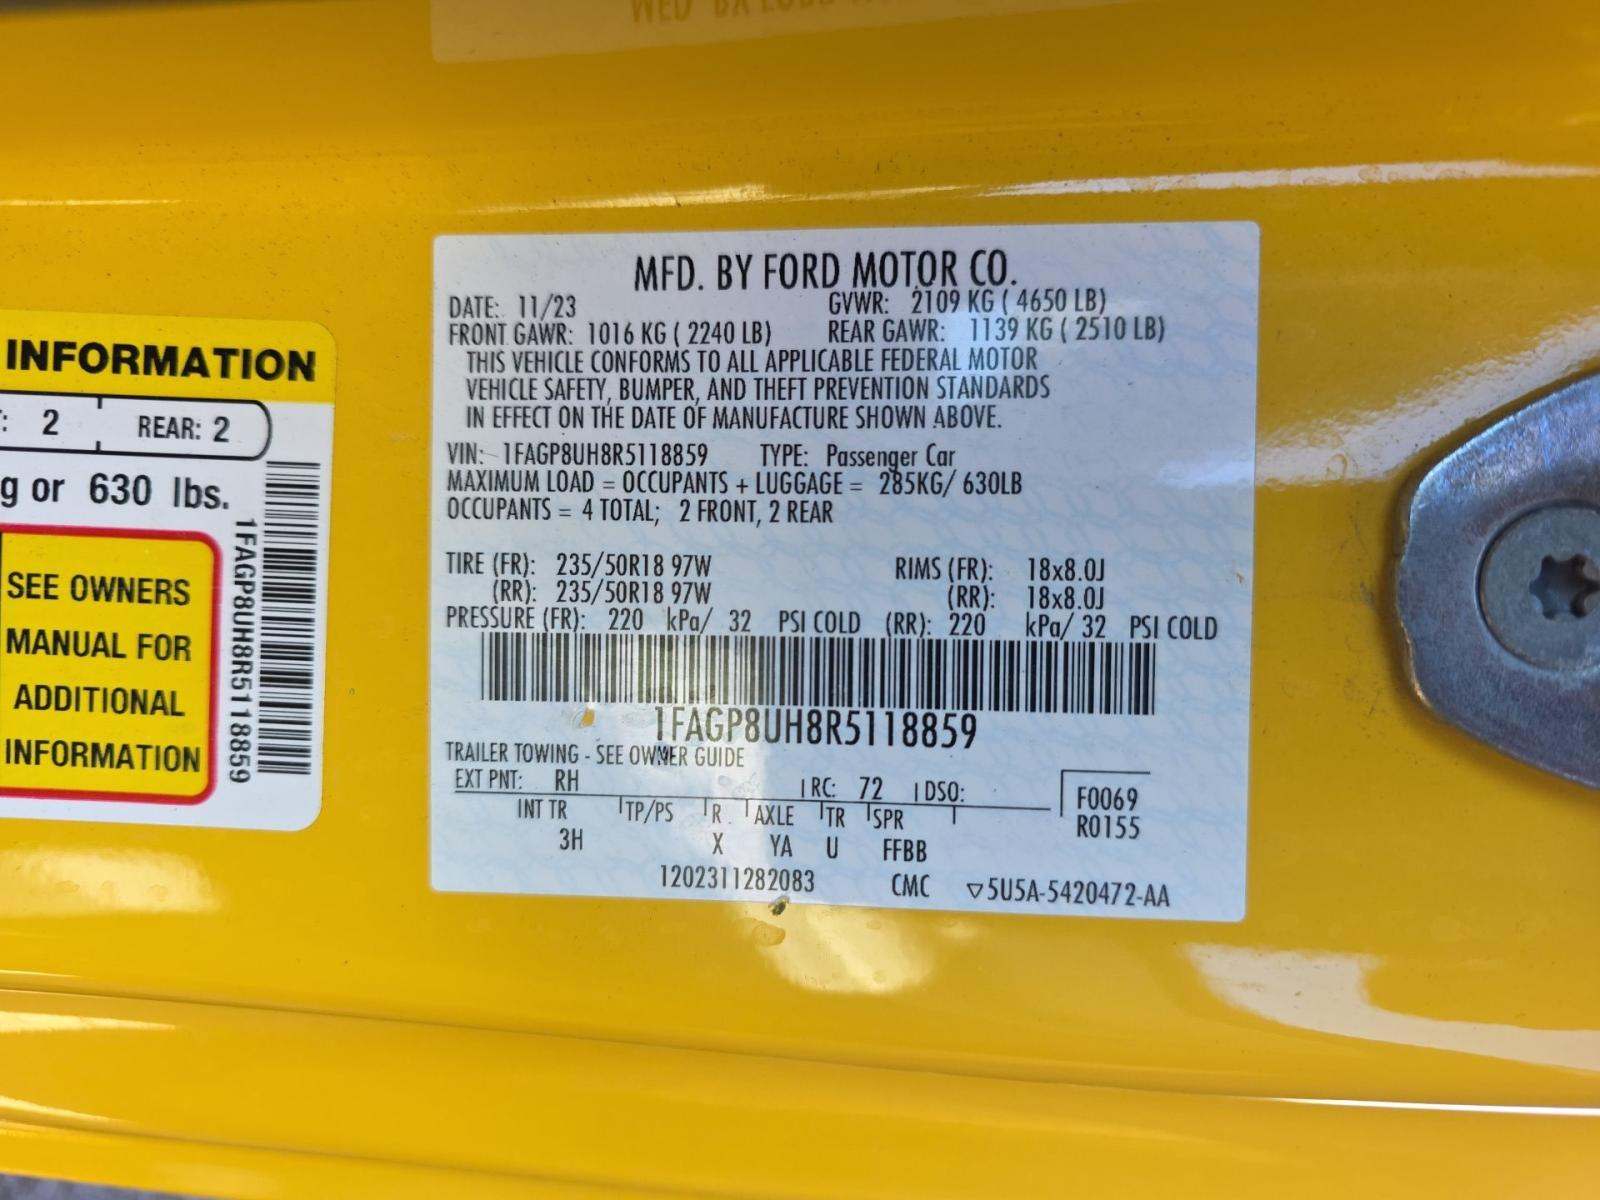 INFORMATION
: 2 REAR: 2
g or 630 lbs.
SEE OWNERS
MANUAL FOR
ADDITIONAL
INFORMATION
1FAGP8UH8R5118859
MFD. BY FORD MOTOR CO.
DATE: 11/23 GVWR: 2109 KG ( 4650 LB)
FRONT GAWR: 1016 KG ( 2240 LB) REAR GAWR: 1139 KG ( 2510 LB)
THIS VEHICLE CONFORMS TO ALL APPLICABLE FEDERAL MOTOR
VEHICLE SAFETY, BUMPER, AND THEFT PREVENTION STANDARDS
IN EFFECT ON THE DATE OF MANUFACTURE SHOWN ABOVE.
VIN: 1FAGP8UH8R5118859 TYPE: Passenger Car
MAXIMUM LOAD = OCCUPANTS + LUGGAGE = 285KG/ 630LB
OCCUPANTS = 4 TOTAL; 2 FRONT, 2 REAR
TIRE (FR): 235/50R18 97W RIMS (FR): 18x8.0J
(RR): 235/50R18 97W (RR): 18x8.0J
PRESSURE (FR): 220 kPa/ 32 PSI COLD (RR): 220 kPa/ 32 PSI COLD
1FAGP8UH8R5118859
TRAILER TOWING - SEE OWNER GUIDE
EXT PNT: RH RC: 72 DSO: F0069
INT TR TP/PS R AXLE TR SPR R0155
3H X YA U FFBB
1202311282083 CMC ▽5U5A-5420472-AA